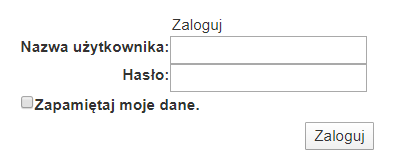 Zaloguj
Nazwa użytkownika:
Hasło:
Zapamiętaj moje dane.
Zaloguj